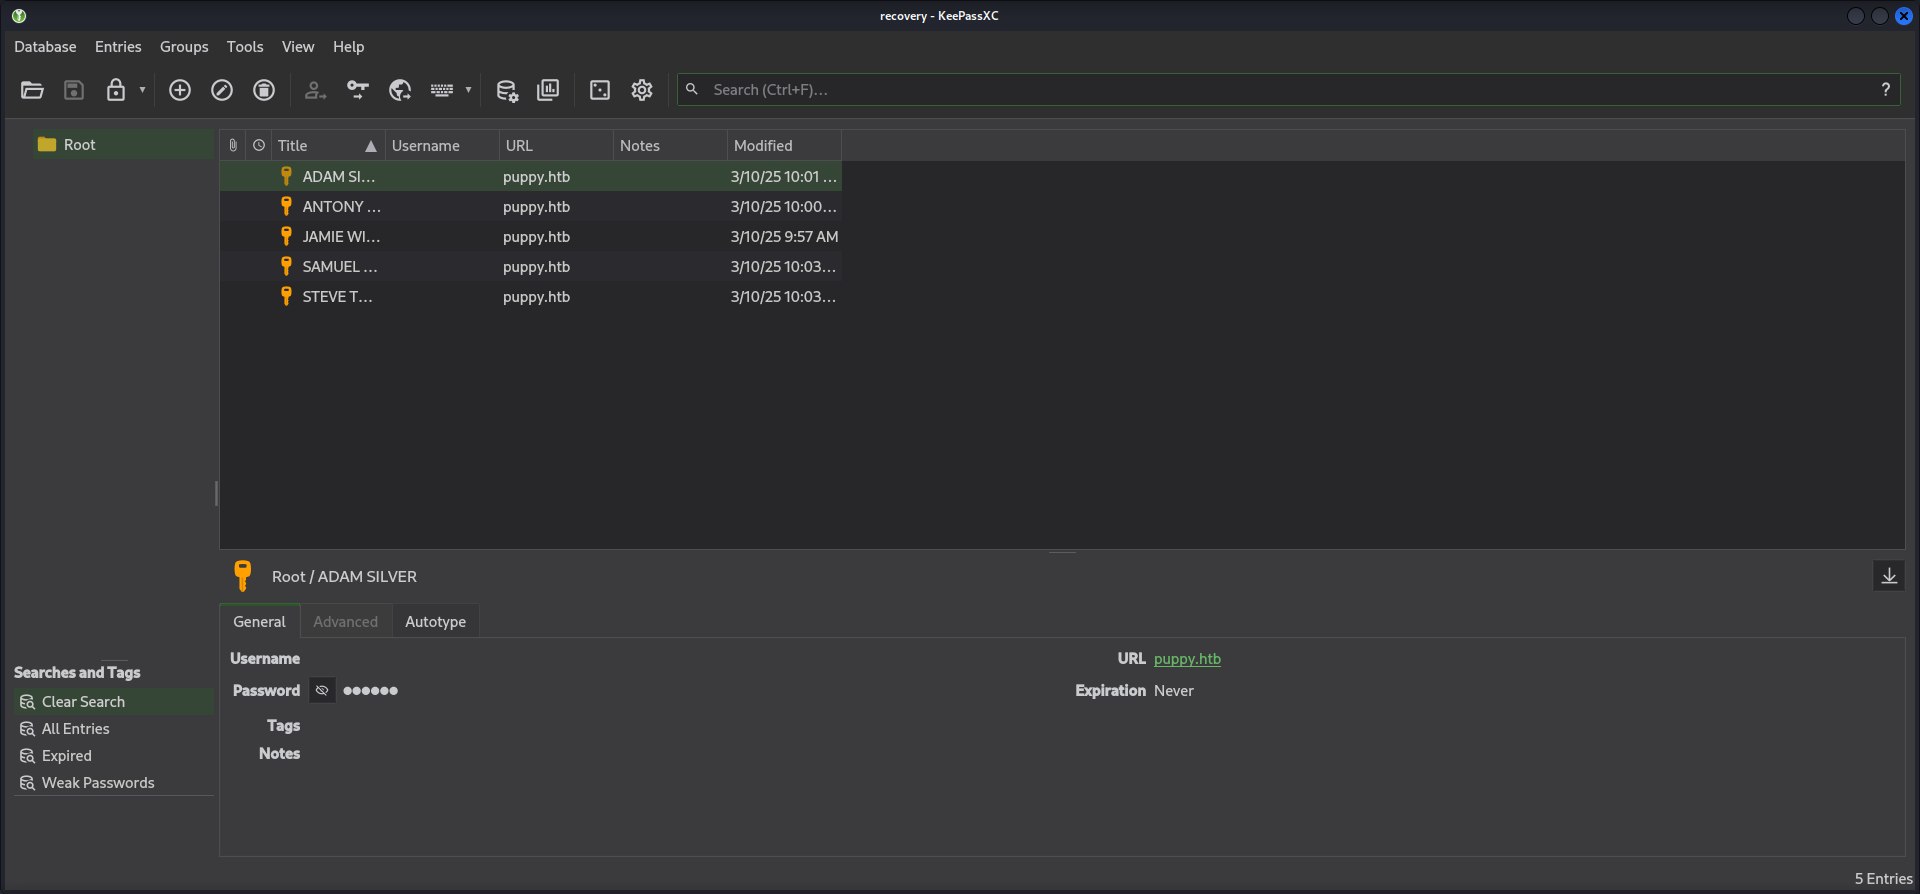 recovery - KeePassXC
Database Entries Groups Tools View Help
Search (Ctrl+F)... ?
Root
Title Username URL Notes Modified
ADAM SI... puppy.htb 3/10/25 10:01 ...
ANTONY ... puppy.htb 3/10/25 10:00...
JAMIE WI... puppy.htb 3/10/25 9:57 AM
SAMUEL ... puppy.htb 3/10/25 10:03...
STEVE T... puppy.htb 3/10/25 10:03...
Root / ADAM SILVER
General Advanced Autotype
Username
URL puppy.htb
Password ●●●●●●
Expiration Never
Tags
Notes
Searches and Tags
Clear Search
All Entries
Expired
Weak Passwords
5 Entries